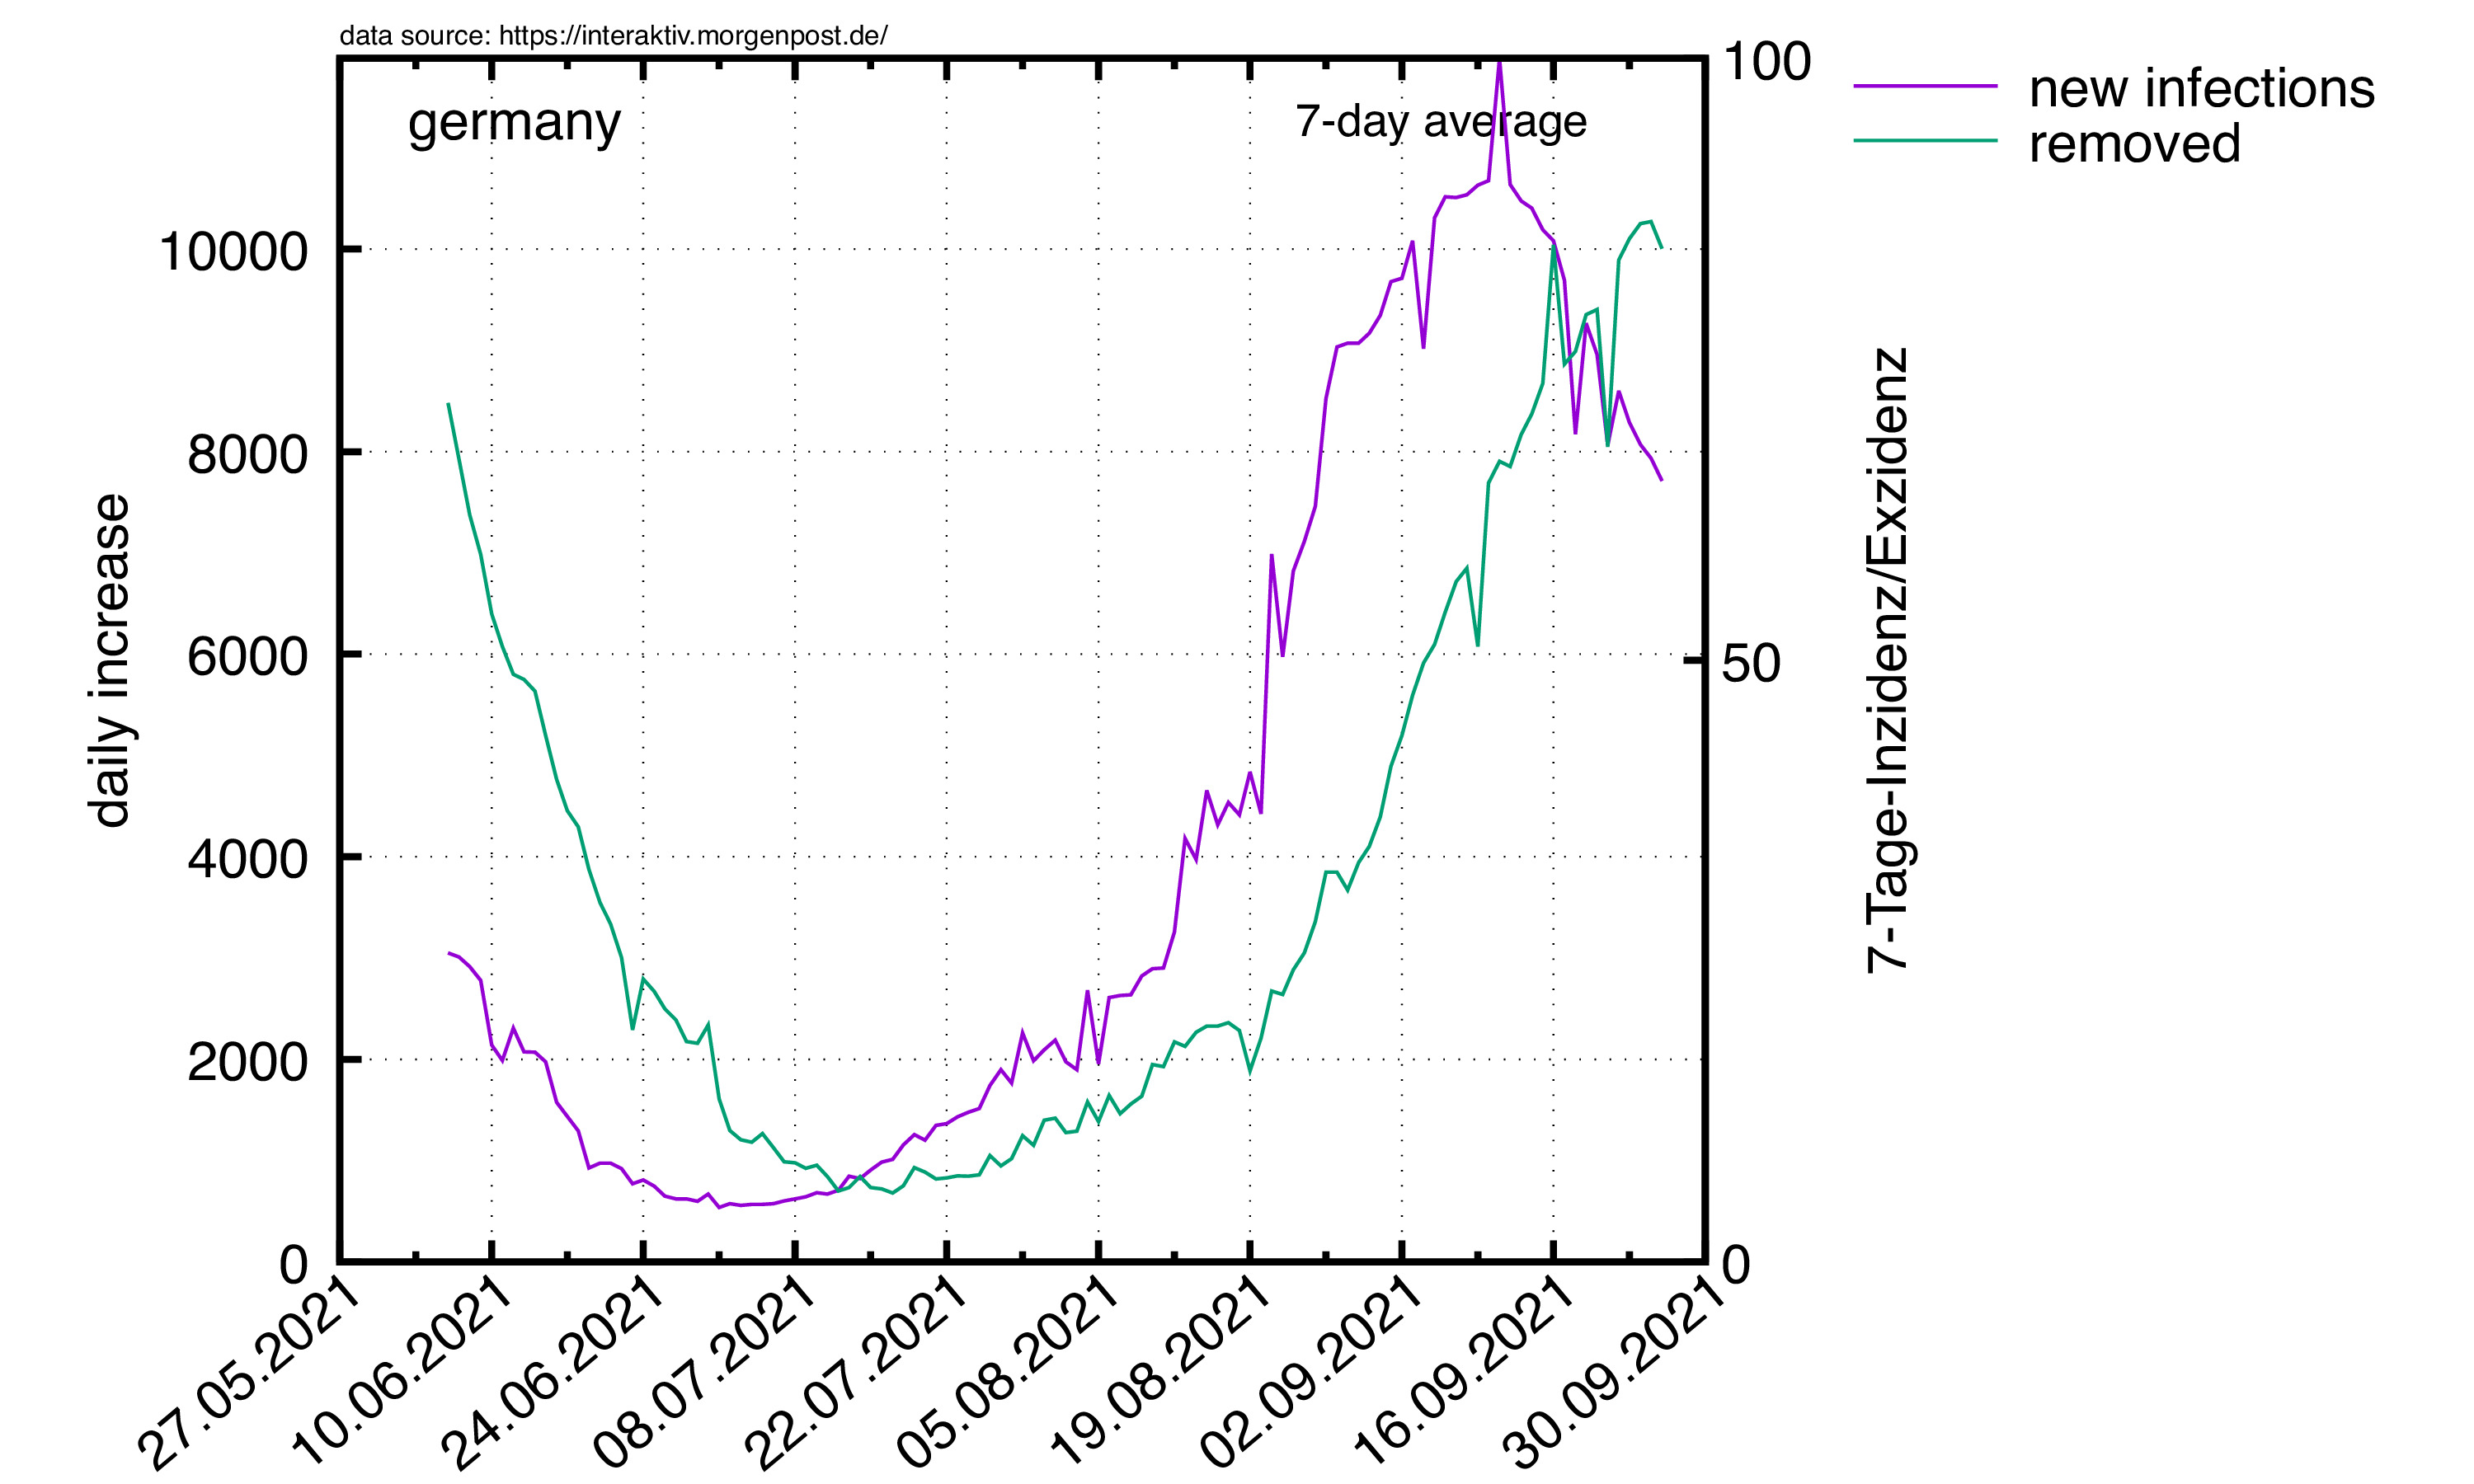 data source: https://interaktiv.morgenpost.de/
germany
7-day average
new infections
removed
daily increase
10000
8000
6000
4000
2000
0
100
50
0
7-Tage-Inzidenz/Exzidenz
27.05.2021
10.06.2021
24.06.2021
08.07.2021
22.07.2021
05.08.2021
19.08.2021
02.09.2021
16.09.2021
30.09.2021